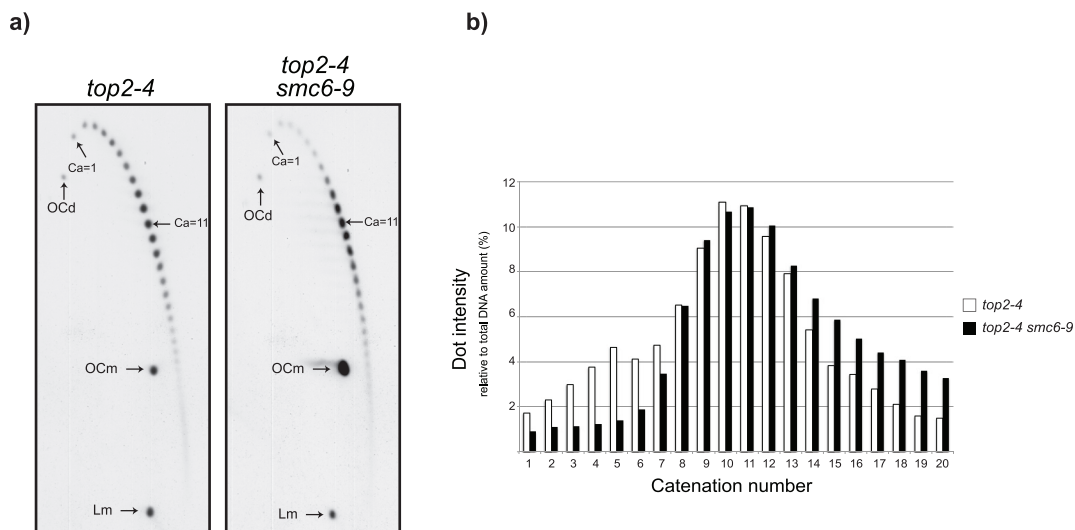 a)
top2-4
top2-4
smc6-9
Ca=1
OCd
Ca=11
OCm
Lm
Ca=1
OCd
Ca=11
OCm
Lm
b)
Dot intensity
relative to total DNA amount (%)
12
10
8
6
4
2
1 2 3 4 5 6 7 8 9 10 11 12 13 14 15 16 17 18 19 20
Catenation number
top2-4
top2-4 smc6-9